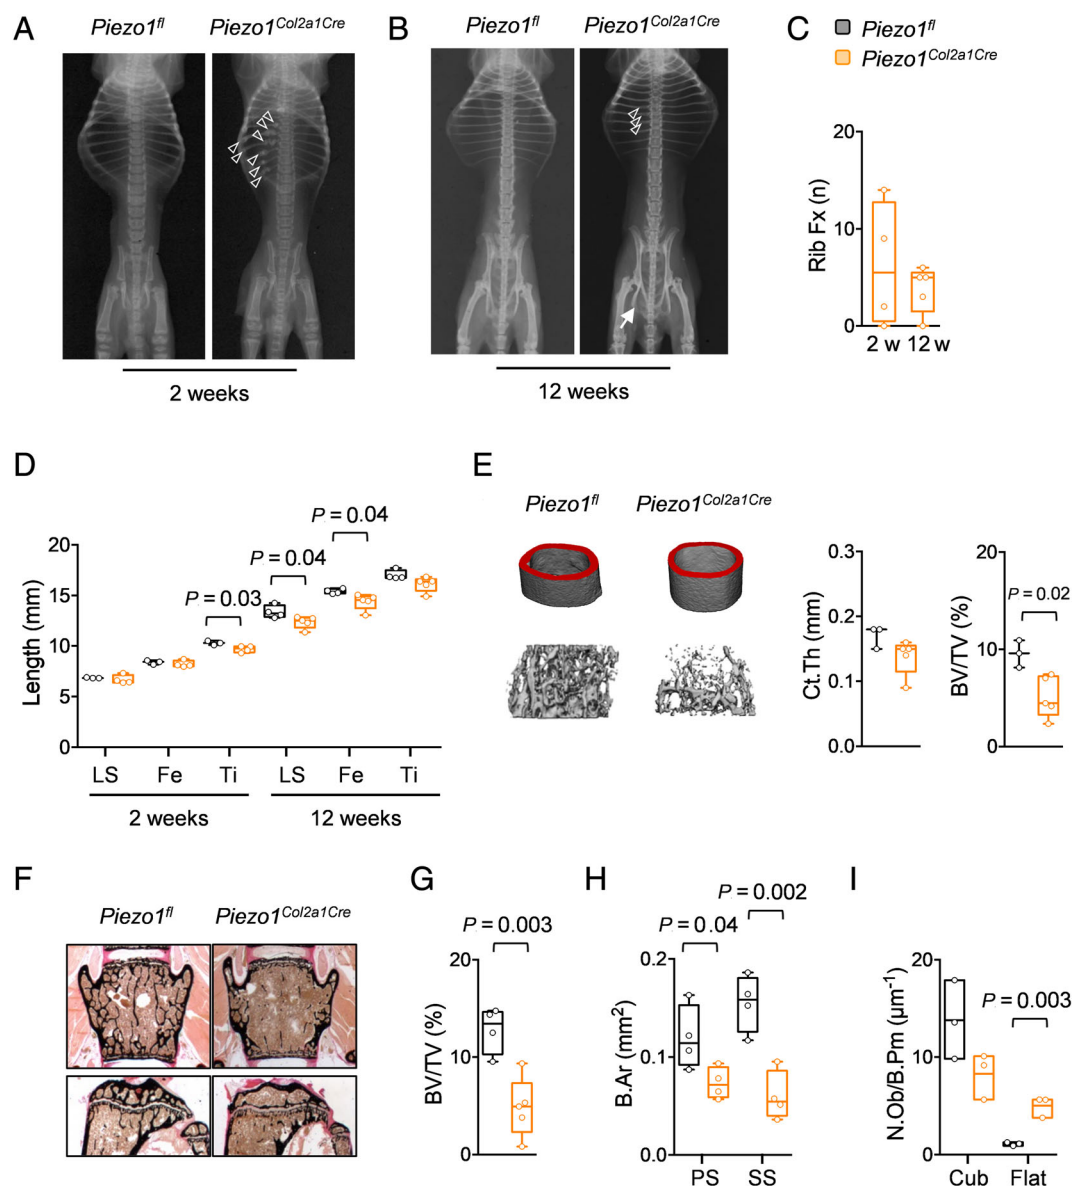 A
Piezo1fl
Piezo1Col2a1Cre
2 weeks
B
Piezo1fl
Piezo1Col2a1Cre
12 weeks
C
Piezo1fl
Piezo1Col2a1Cre
Rib Fx (n)
20
10
0
2 w
12 w
D
Length (mm)
20
15
10
5
0
P = 0.03
P = 0.04
P = 0.04
LS
Fe
Ti
LS
Fe
Ti
2 weeks
12 weeks
E
Piezo1fl
Piezo1Col2a1Cre
Ct.Th (mm)
0.3
0.2
0.1
0.0
BV/TV (%)
20
10
0
P = 0.02
F
Piezo1fl
Piezo1Col2a1Cre
G
P = 0.003
BV/TV (%)
20
10
0
H
P = 0.002
P = 0.04
B.Ar (mm2)
0.2
0.1
0.0
PS
SS
I
N.Ob/B.Pm (µm-1)
20
10
0
P = 0.003
Cub
Flat